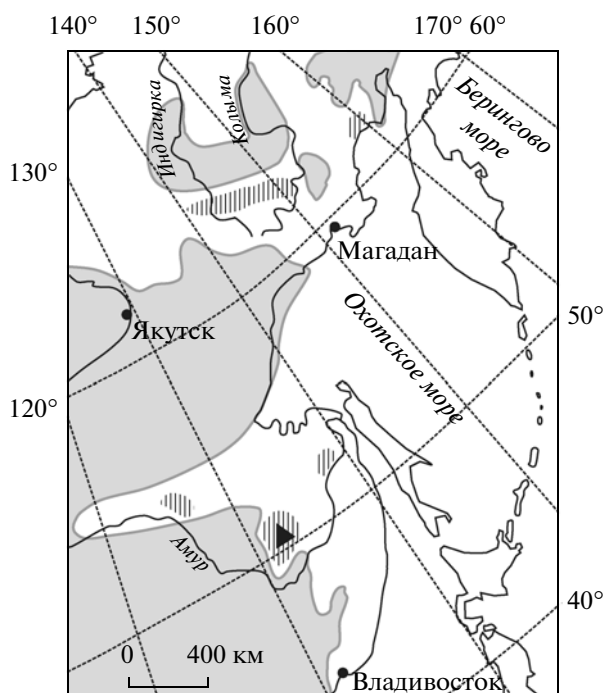 140° 150° 160° 170° 60°
Берингово
море
Индигирка
Колыма
130°
Магадан
Охотское море
Якутск
50°
120°
Амур
40°
0 400 км
Владивосток